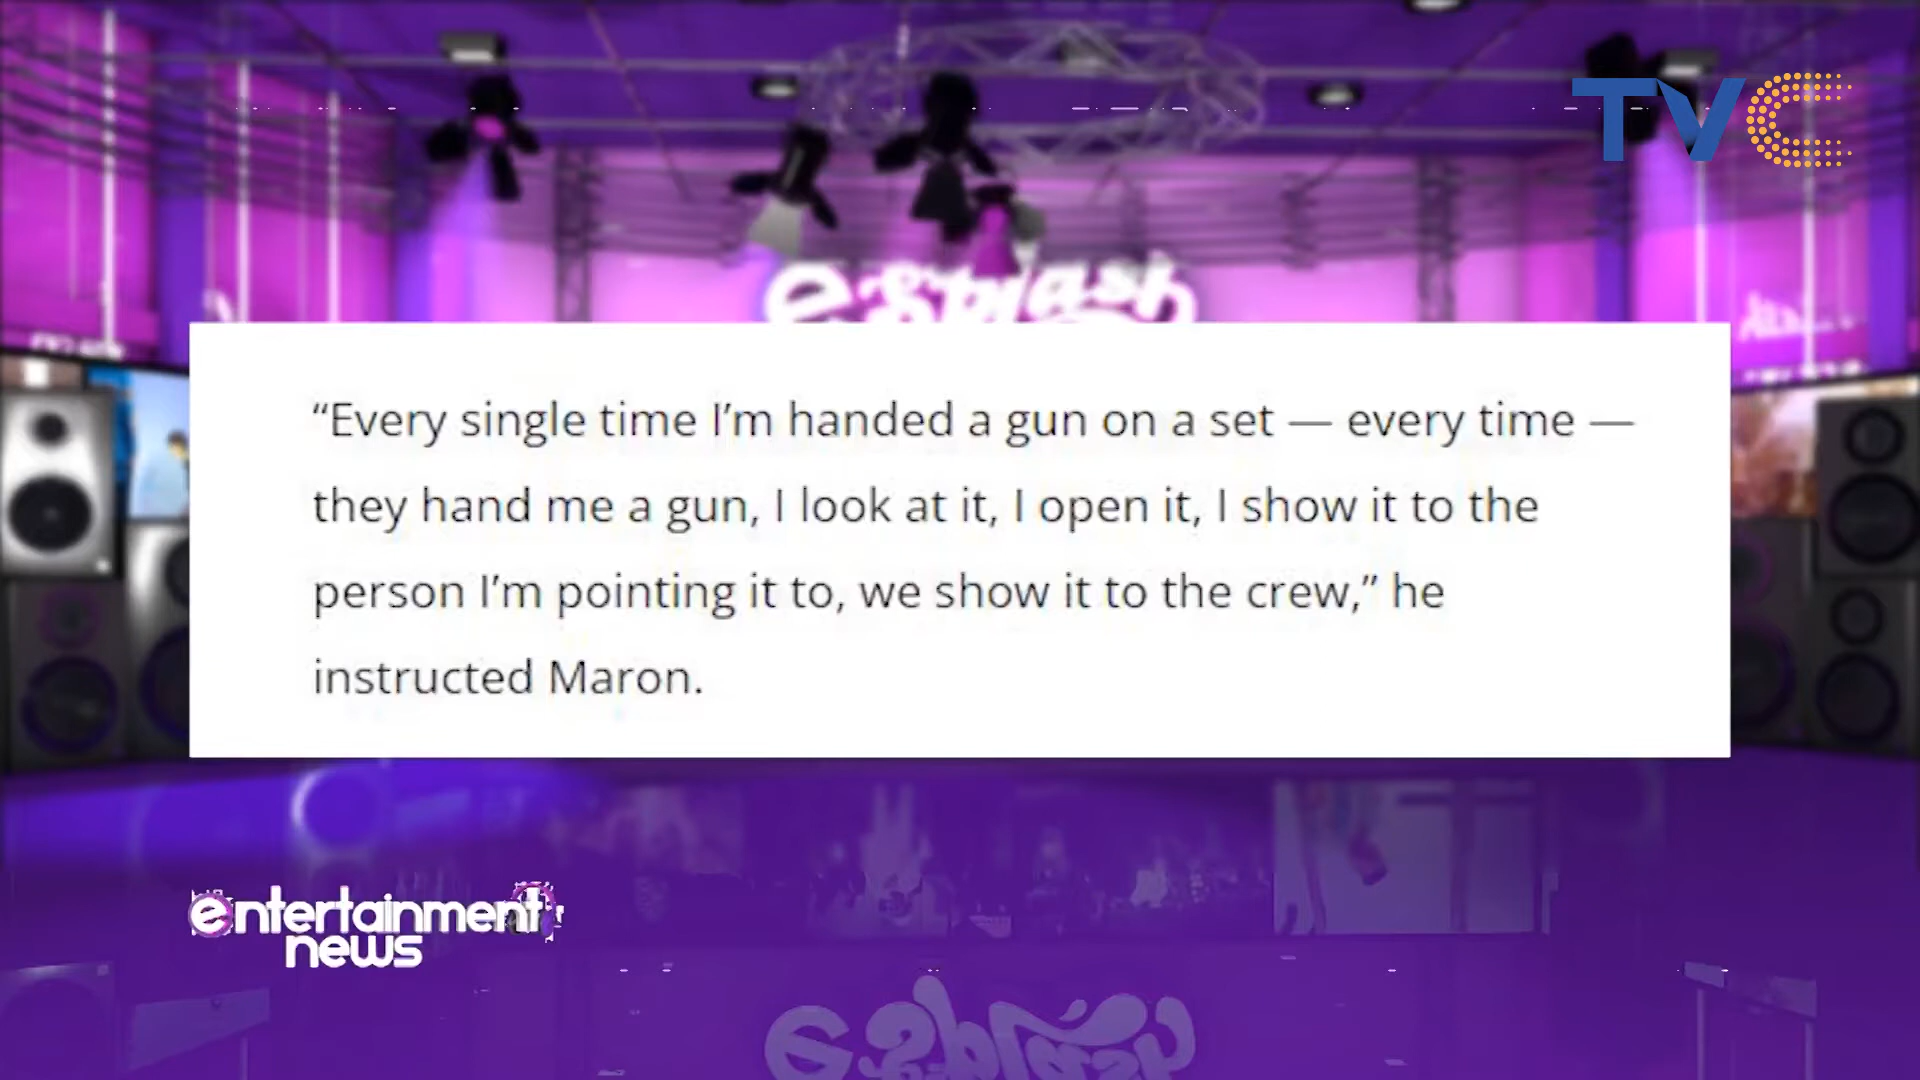 TVC
e-Splash
“Every single time I’m handed a gun on a set — every time —
they hand me a gun, I look at it, I open it, I show it to the
person I’m pointing it to, we show it to the crew,” he
instructed Maron.
entertainment
news